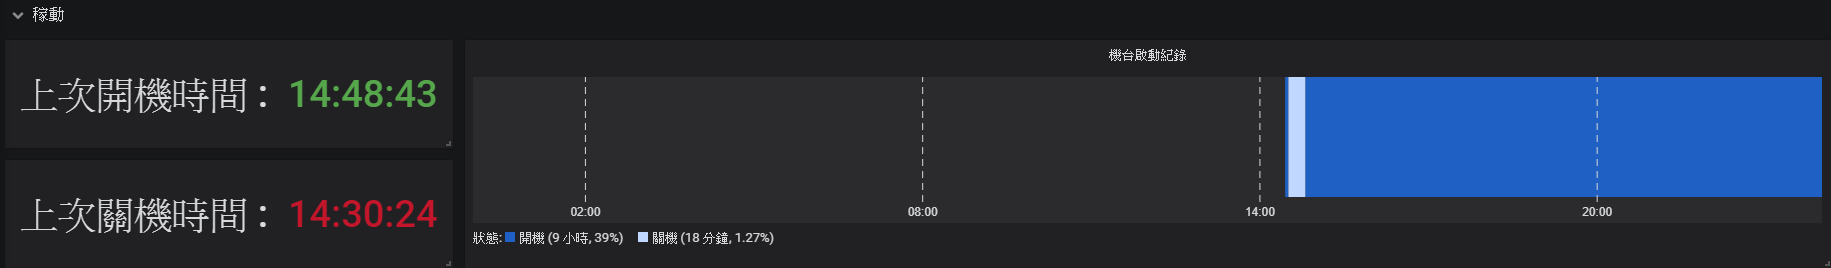 稼動
上次開機時間： 14:48:43
上次關機時間： 14:30:24
機台啟動紀錄
02:00 08:00 14:00 20:00
狀態: 開機 (9 小時, 39%) 關機 (18 分鐘, 1.27%)